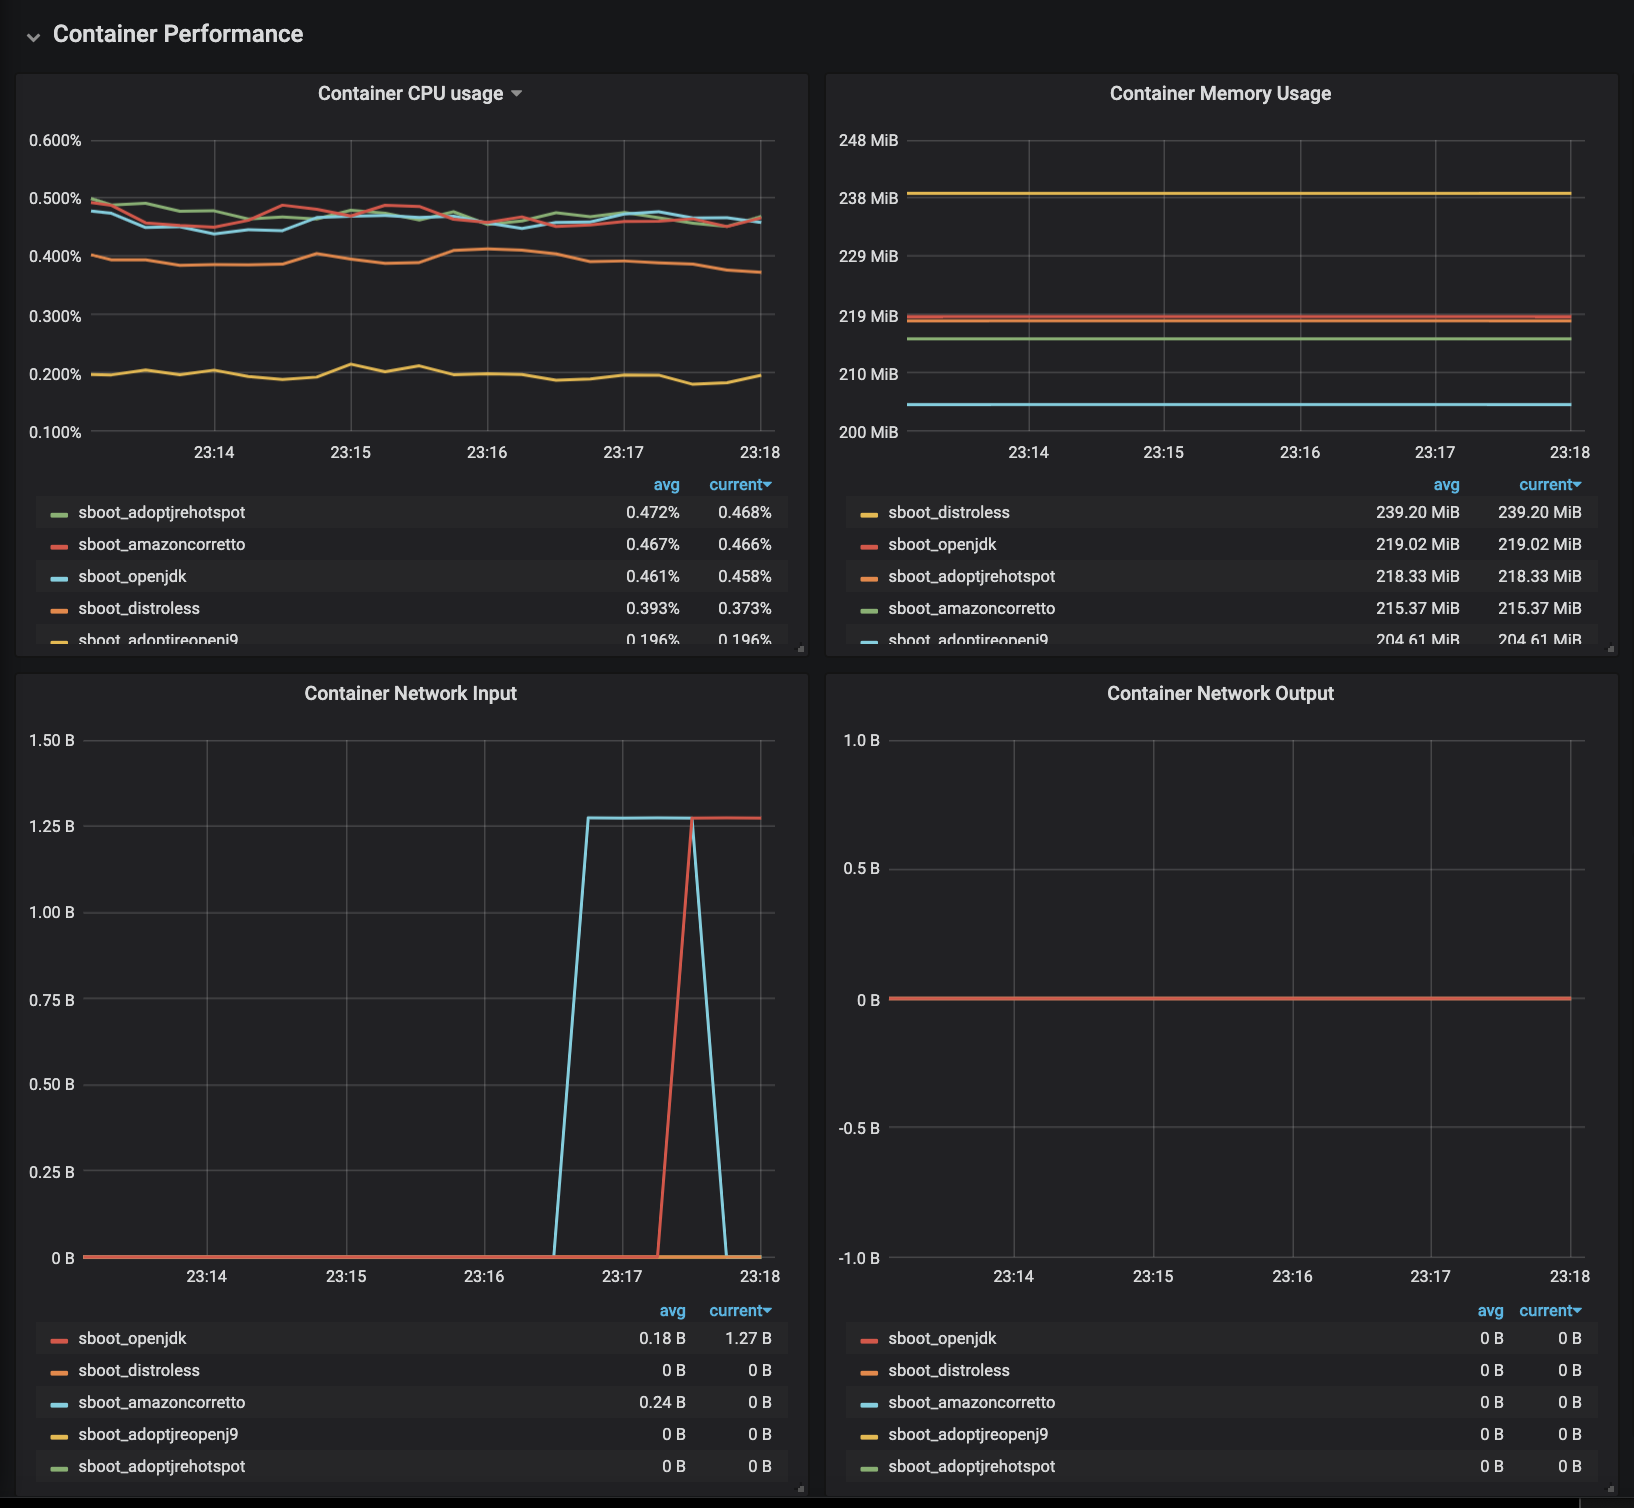 Container Performance
Container CPU usage
0.600%
0.500%
0.400%
0.300%
0.200%
0.100%
23:14 23:15 23:16 23:17 23:18
avg current
sboot_adoptjrehotspot 0.472% 0.468%
sboot_amazoncorretto 0.467% 0.466%
sboot_openjdk 0.461% 0.458%
sboot_distroless 0.393% 0.373%
sboot_adoptjreopenj9 0.196% 0.196%
Container Memory Usage
248 MiB
238 MiB
229 MiB
219 MiB
210 MiB
200 MiB
23:14 23:15 23:16 23:17 23:18
avg current
sboot_distroless 239.20 MiB 239.20 MiB
sboot_openjdk 219.02 MiB 219.02 MiB
sboot_adoptjrehotspot 218.33 MiB 218.33 MiB
sboot_amazoncorretto 215.37 MiB 215.37 MiB
sboot_adoptjreopenj9 204.61 MiB 204.61 MiB
Container Network Input
1.50 B
1.25 B
1.00 B
0.75 B
0.50 B
0.25 B
0 B
23:14 23:15 23:16 23:17 23:18
avg current
sboot_openjdk 0.18 B 1.27 B
sboot_distroless 0 B 0 B
sboot_amazoncorretto 0.24 B 0 B
sboot_adoptjreopenj9 0 B 0 B
sboot_adoptjrehotspot 0 B 0 B
Container Network Output
1.0 B
0.5 B
0 B
-0.5 B
-1.0 B
23:14 23:15 23:16 23:17 23:18
avg current
sboot_openjdk 0 B 0 B
sboot_distroless 0 B 0 B
sboot_amazoncorretto 0 B 0 B
sboot_adoptjreopenj9 0 B 0 B
sboot_adoptjrehotspot 0 B 0 B